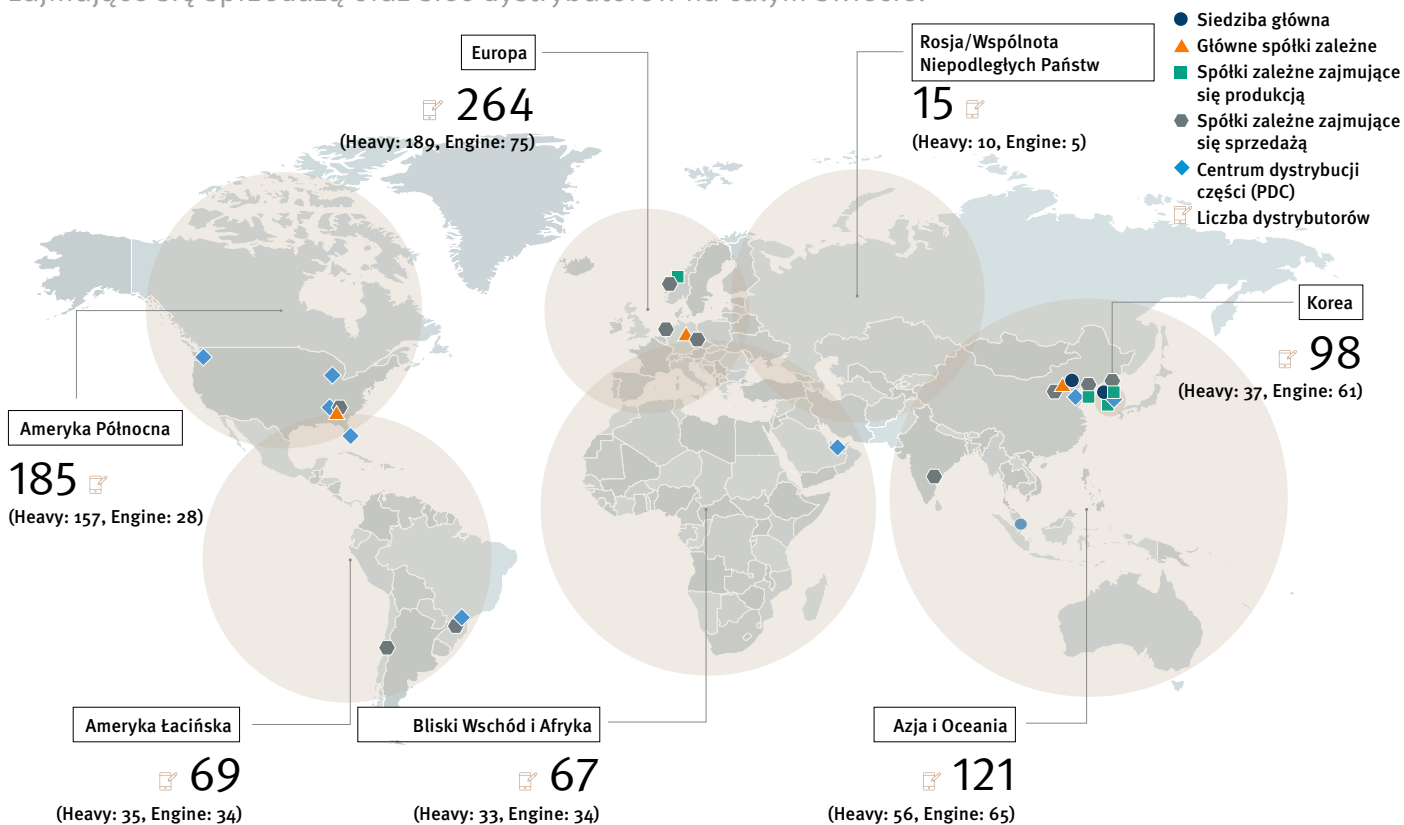 zajmujące się sprzedażą oraz sieć dystrybutorów na całym świecie.
Siedziba główna
Główne spółki zależne
Spółki zależne zajmujące
się produkcją
Spółki zależne zajmujące
się sprzedażą
Centrum dystrybucji
części (PDC)
Liczba dystrybutorów
Europa
264
(Heavy: 189, Engine: 75)
Rosja/Wspólnota
Niepodległych Państw
15
(Heavy: 10, Engine: 5)
Korea
98
(Heavy: 37, Engine: 61)
Ameryka Północna
185
(Heavy: 157, Engine: 28)
Ameryka Łacińska
69
(Heavy: 35, Engine: 34)
Bliski Wschód i Afryka
67
(Heavy: 33, Engine: 34)
Azja i Oceania
121
(Heavy: 56, Engine: 65)